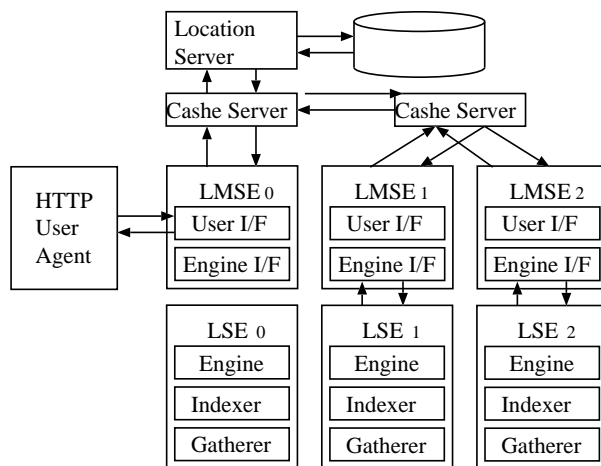 Location
Server
Cashe Server
Cashe Server
HTTP
User
Agent
LMSE 0
User I/F
Engine I/F
LMSE 1
User I/F
Engine I/F
LMSE 2
User I/F
Engine I/F
LSE 0
Engine
Indexer
Gatherer
LSE 1
Engine
Indexer
Gatherer
LSE 2
Engine
Indexer
Gatherer